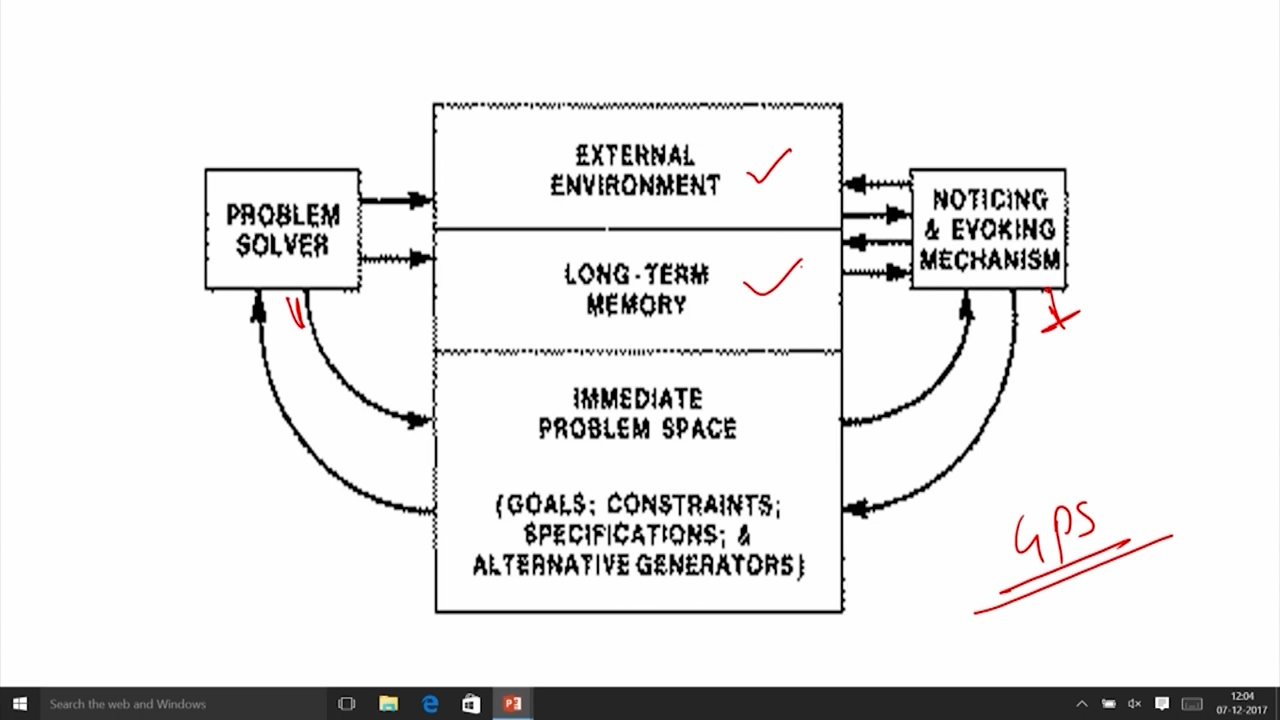 EXTERNAL
ENVIRONMENT
PROBLEM
SOLVER
NOTICING
& EVOKING
MECHANISM
LONG-TERM
MEMORY
IMMEDIATE
PROBLEM SPACE
(GOALS; CONSTRAINTS;
SPECIFICATIONS; &
ALTERNATIVE GENERATORS)
GPS
Search the web and Windows
12:04
07-12-2017